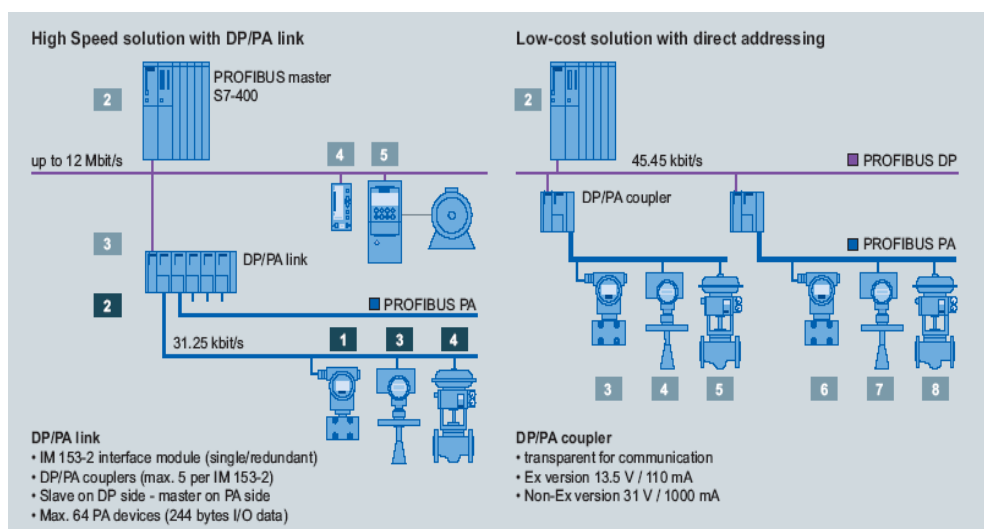 High Speed solution with DP/PA link
2
PROFIBUS master
S7-400
up to 12 Mbit/s
4
5
3
DP/PA link
2
PROFIBUS PA
31.25 kbit/s
1
3
4
DP/PA link
• IM 153-2 interface module (single/redundant)
• DP/PA couplers (max. 5 per IM 153-2)
• Slave on DP side - master on PA side
• Max. 64 PA devices (244 bytes I/O data)
Low-cost solution with direct addressing
2
45.45 kbit/s
PROFIBUS DP
DP/PA coupler
PROFIBUS PA
3
4
5
6
7
8
DP/PA coupler
• transparent for communication
• Ex version 13.5 V / 110 mA
• Non-Ex version 31 V / 1000 mA